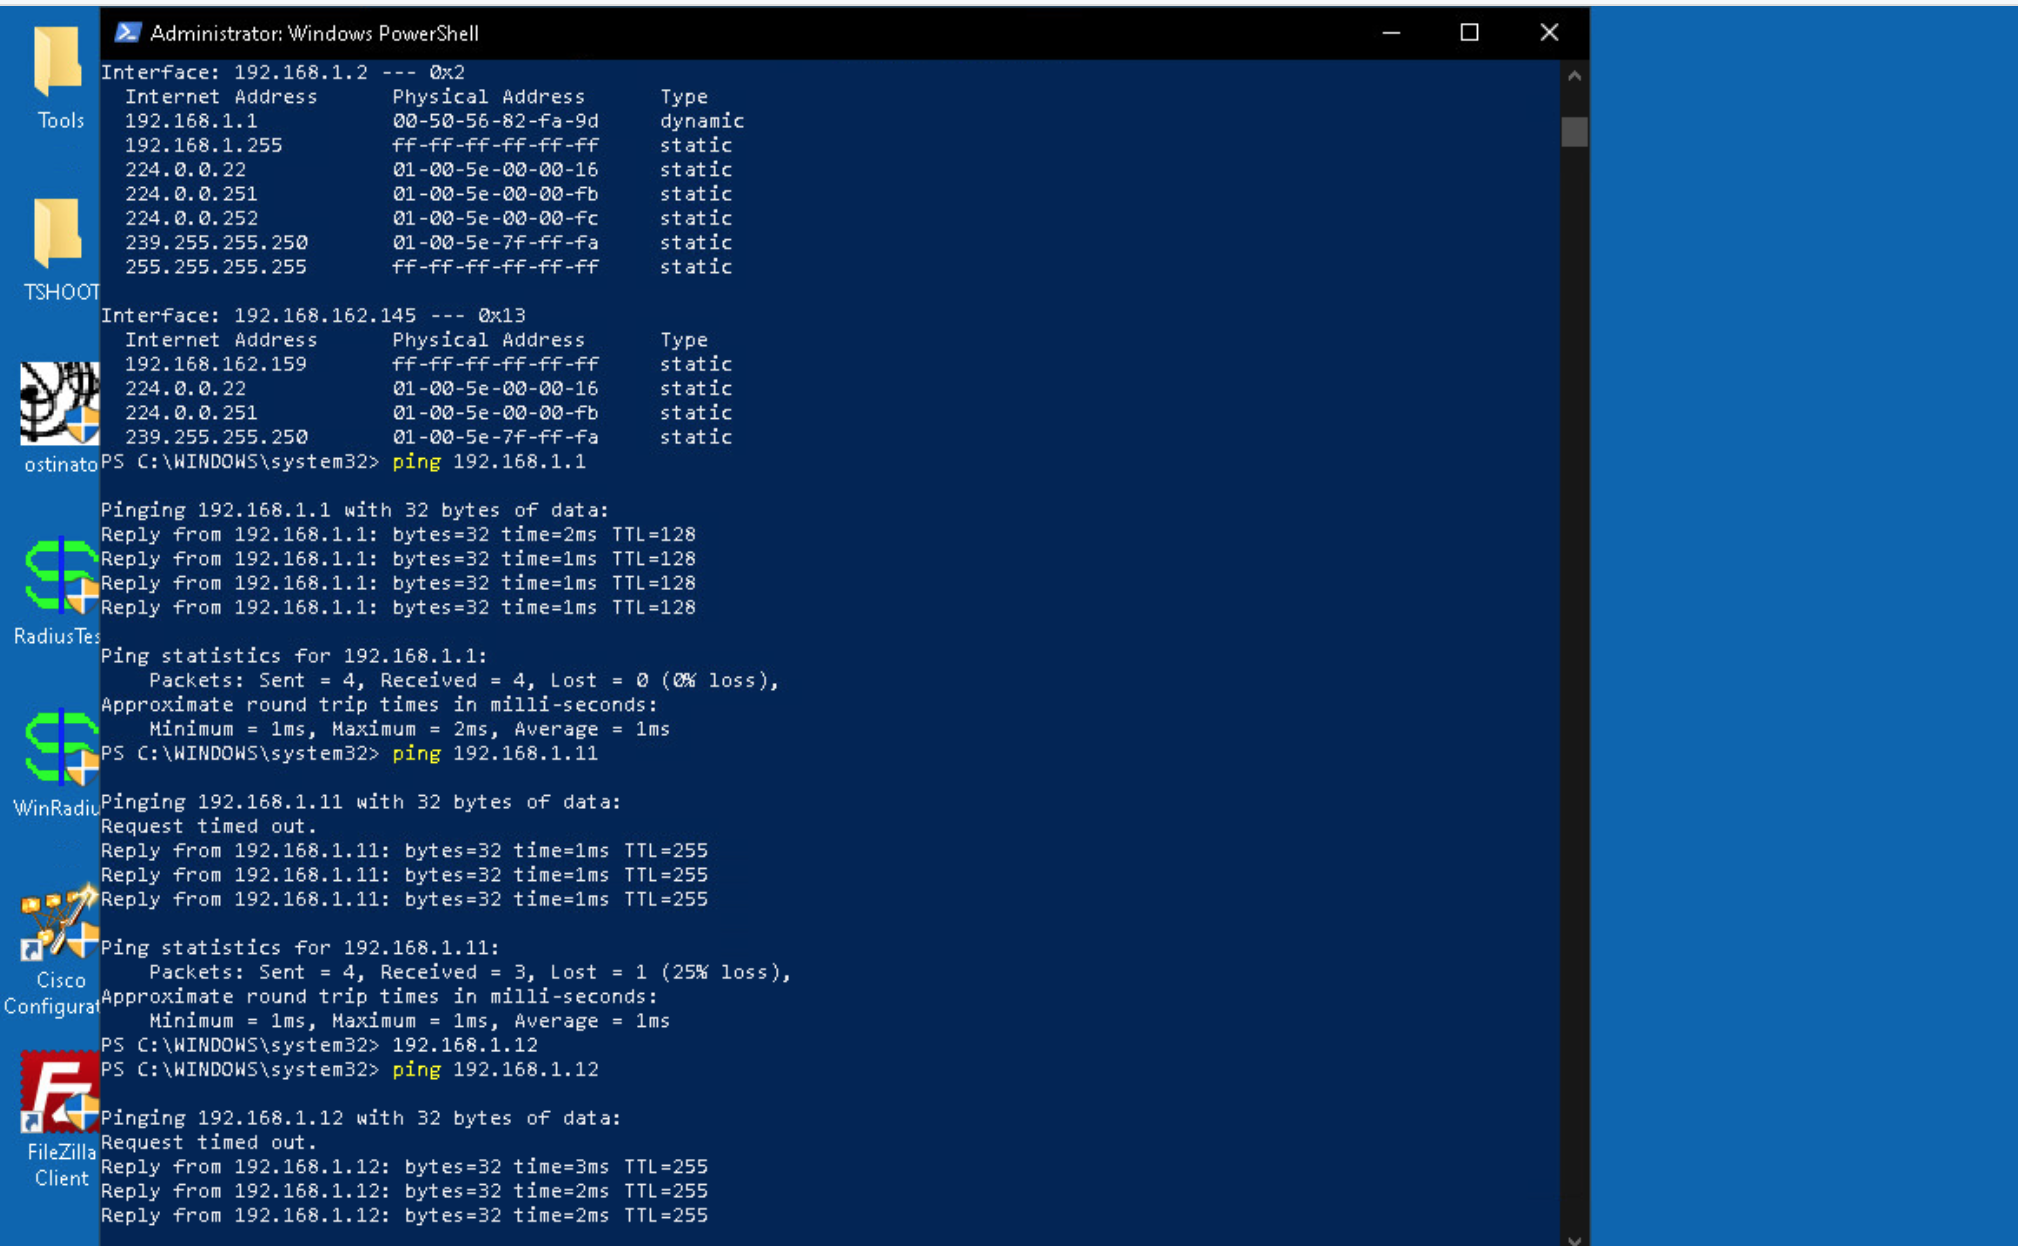 Administrator: Windows PowerShell
Interface: 192.168.1.2 --- 0x2
  Internet Address      Physical Address      Type
  192.168.1.1           00-50-56-82-fa-9d     dynamic
  192.168.1.255         ff-ff-ff-ff-ff-ff     static
  224.0.0.22            01-00-5e-00-00-16     static
  224.0.0.251           01-00-5e-00-00-fb     static
  224.0.0.252           01-00-5e-00-00-fc     static
  239.255.255.250       01-00-5e-7f-ff-fa     static
  255.255.255.255       ff-ff-ff-ff-ff-ff     static
Interface: 192.168.162.145 --- 0x13
  Internet Address      Physical Address      Type
  192.168.162.159       ff-ff-ff-ff-ff-ff     static
  224.0.0.22            01-00-5e-00-00-16     static
  224.0.0.251           01-00-5e-00-00-fb     static
  239.255.255.250       01-00-5e-7f-ff-fa     static
PS C:\WINDOWS\system32> ping 192.168.1.1
Pinging 192.168.1.1 with 32 bytes of data:
Reply from 192.168.1.1: bytes=32 time=2ms TTL=128
Reply from 192.168.1.1: bytes=32 time=1ms TTL=128
Reply from 192.168.1.1: bytes=32 time=1ms TTL=128
Reply from 192.168.1.1: bytes=32 time=1ms TTL=128
Ping statistics for 192.168.1.1:
    Packets: Sent = 4, Received = 4, Lost = 0 (0% loss),
Approximate round trip times in milli-seconds:
    Minimum = 1ms, Maximum = 2ms, Average = 1ms
PS C:\WINDOWS\system32> ping 192.168.1.11
Pinging 192.168.1.11 with 32 bytes of data:
Request timed out.
Reply from 192.168.1.11: bytes=32 time=1ms TTL=255
Reply from 192.168.1.11: bytes=32 time=1ms TTL=255
Reply from 192.168.1.11: bytes=32 time=1ms TTL=255
Ping statistics for 192.168.1.11:
    Packets: Sent = 4, Received = 3, Lost = 1 (25% loss),
Approximate round trip times in milli-seconds:
    Minimum = 1ms, Maximum = 1ms, Average = 1ms
PS C:\WINDOWS\system32> 192.168.1.12
PS C:\WINDOWS\system32> ping 192.168.1.12
Pinging 192.168.1.12 with 32 bytes of data:
Request timed out.
Reply from 192.168.1.12: bytes=32 time=3ms TTL=255
Reply from 192.168.1.12: bytes=32 time=2ms TTL=255
Reply from 192.168.1.12: bytes=32 time=2ms TTL=255
Tools
TSHOOT
ostinato
RadiusTes
WinRadiu
Cisco
Configurat
FileZilla
Client